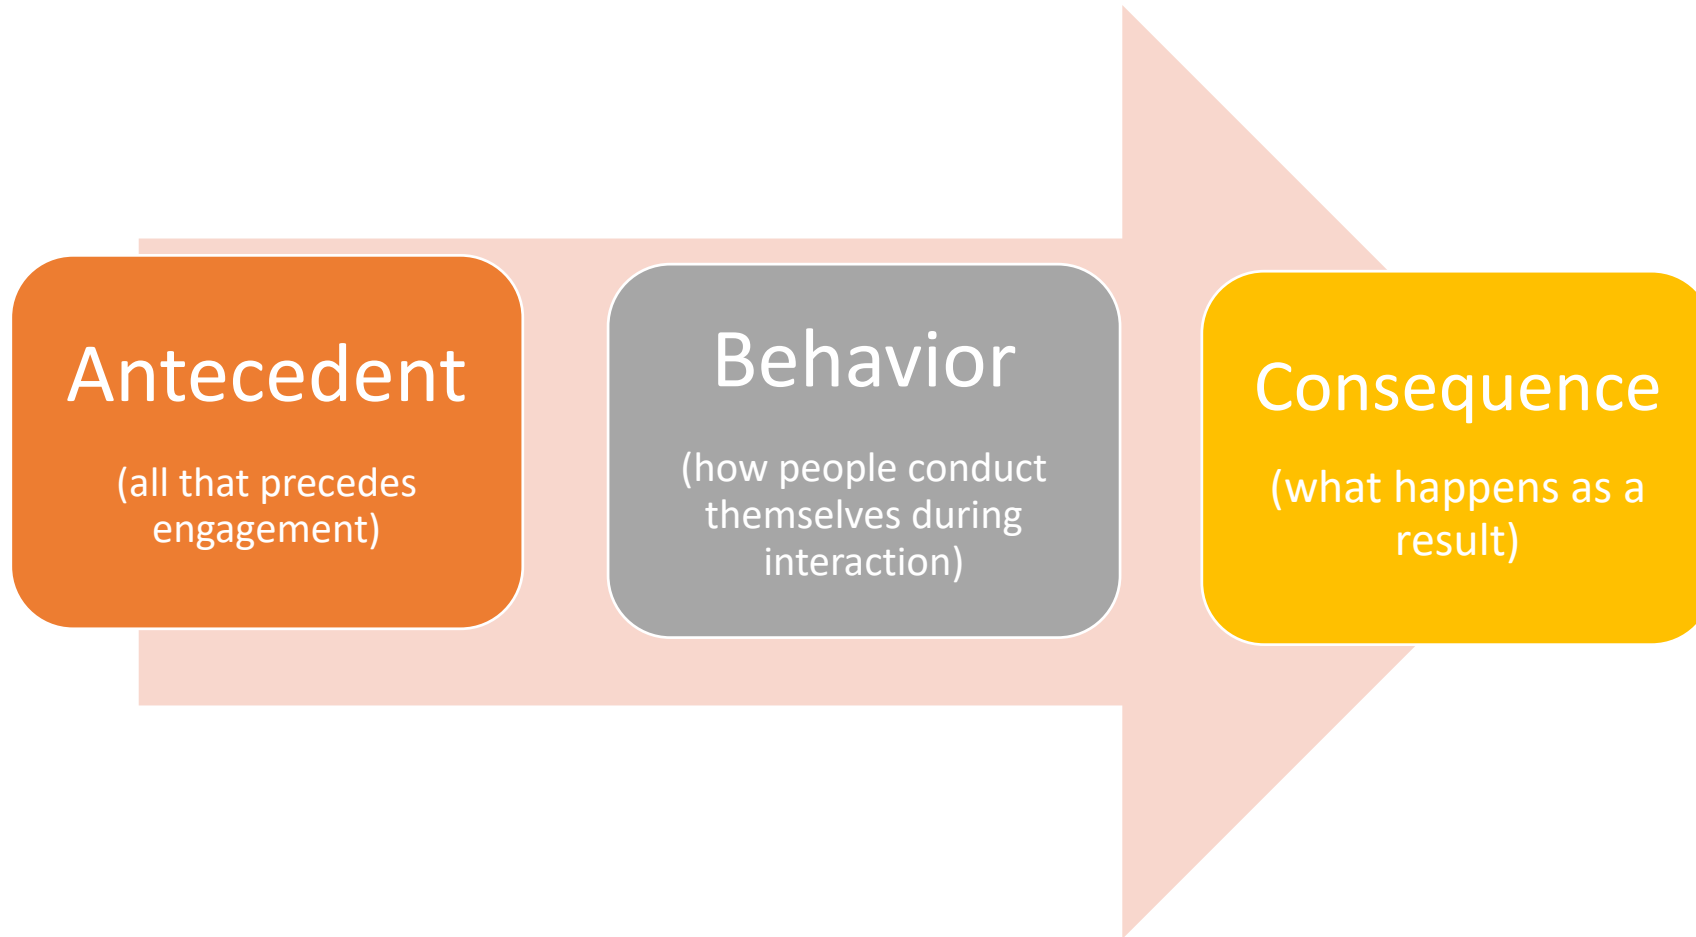 Antecedent
(all that precedes
engagement)
Behavior
(how people conduct
themselves during
interaction)
Consequence
(what happens as a
result)